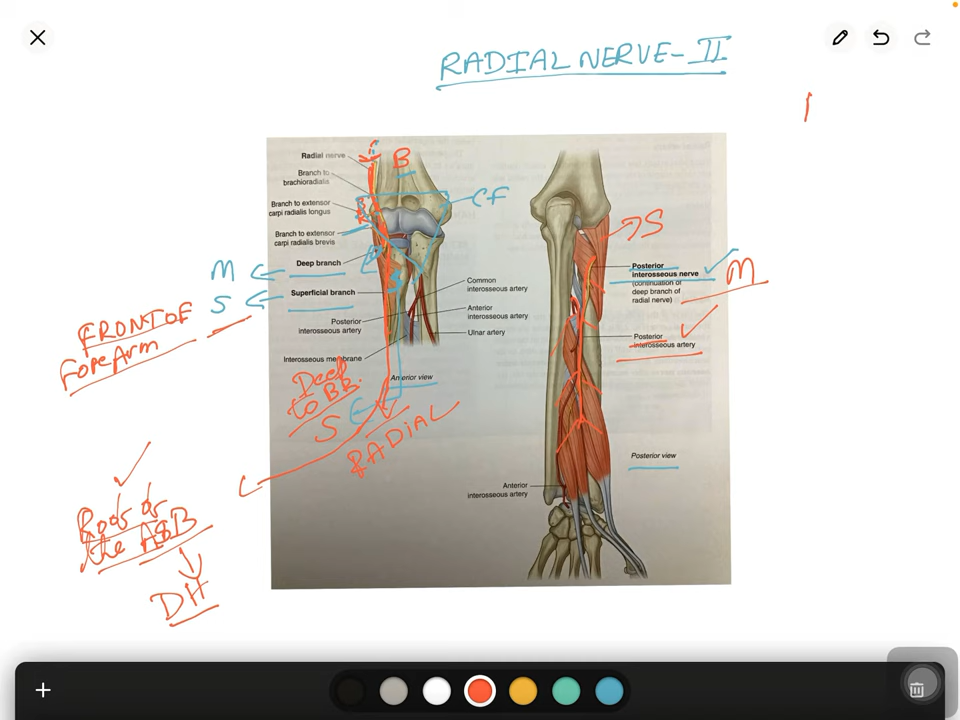 RADIAL NERVE-II
Radial nerve
Branch to
brachioradialis
Branch to extensor
carpi radialis longus
Branch to extensor
carpi radialis brevis
Deep branch
Superficial branch
Posterior
interosseous artery
Interosseous membrane
Anterior view
Common
interosseous artery
Anterior
interosseous artery
Ulnar artery
B
CF
M
S
FRONT OF
ForeArm
Deep
to BB.
S
RADIAL
Roof of
the ASB
DH
S
Posterior
interosseous nerve
(continuation of
deep branch of
radial nerve)
M
Posterior
interosseous artery
Posterior view
Anterior
interosseous artery